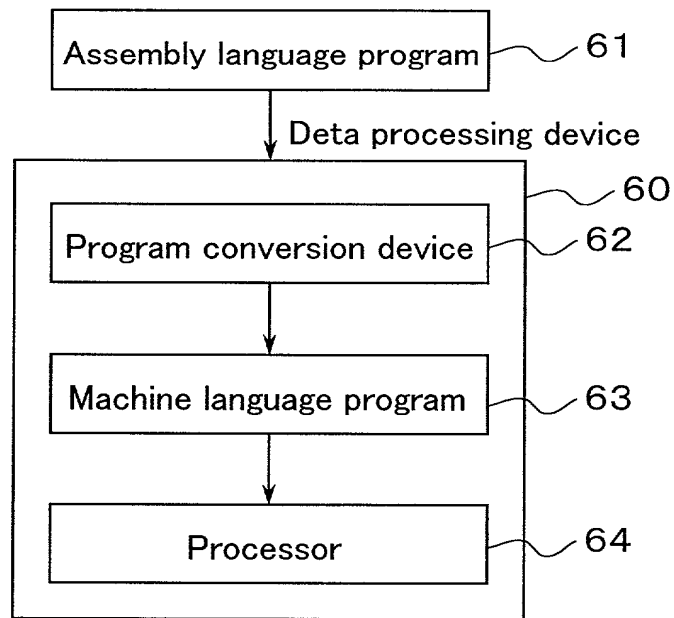 Assembly language program 61
Deta processing device
60
Program conversion device 62
Machine language program 63
Processor 64